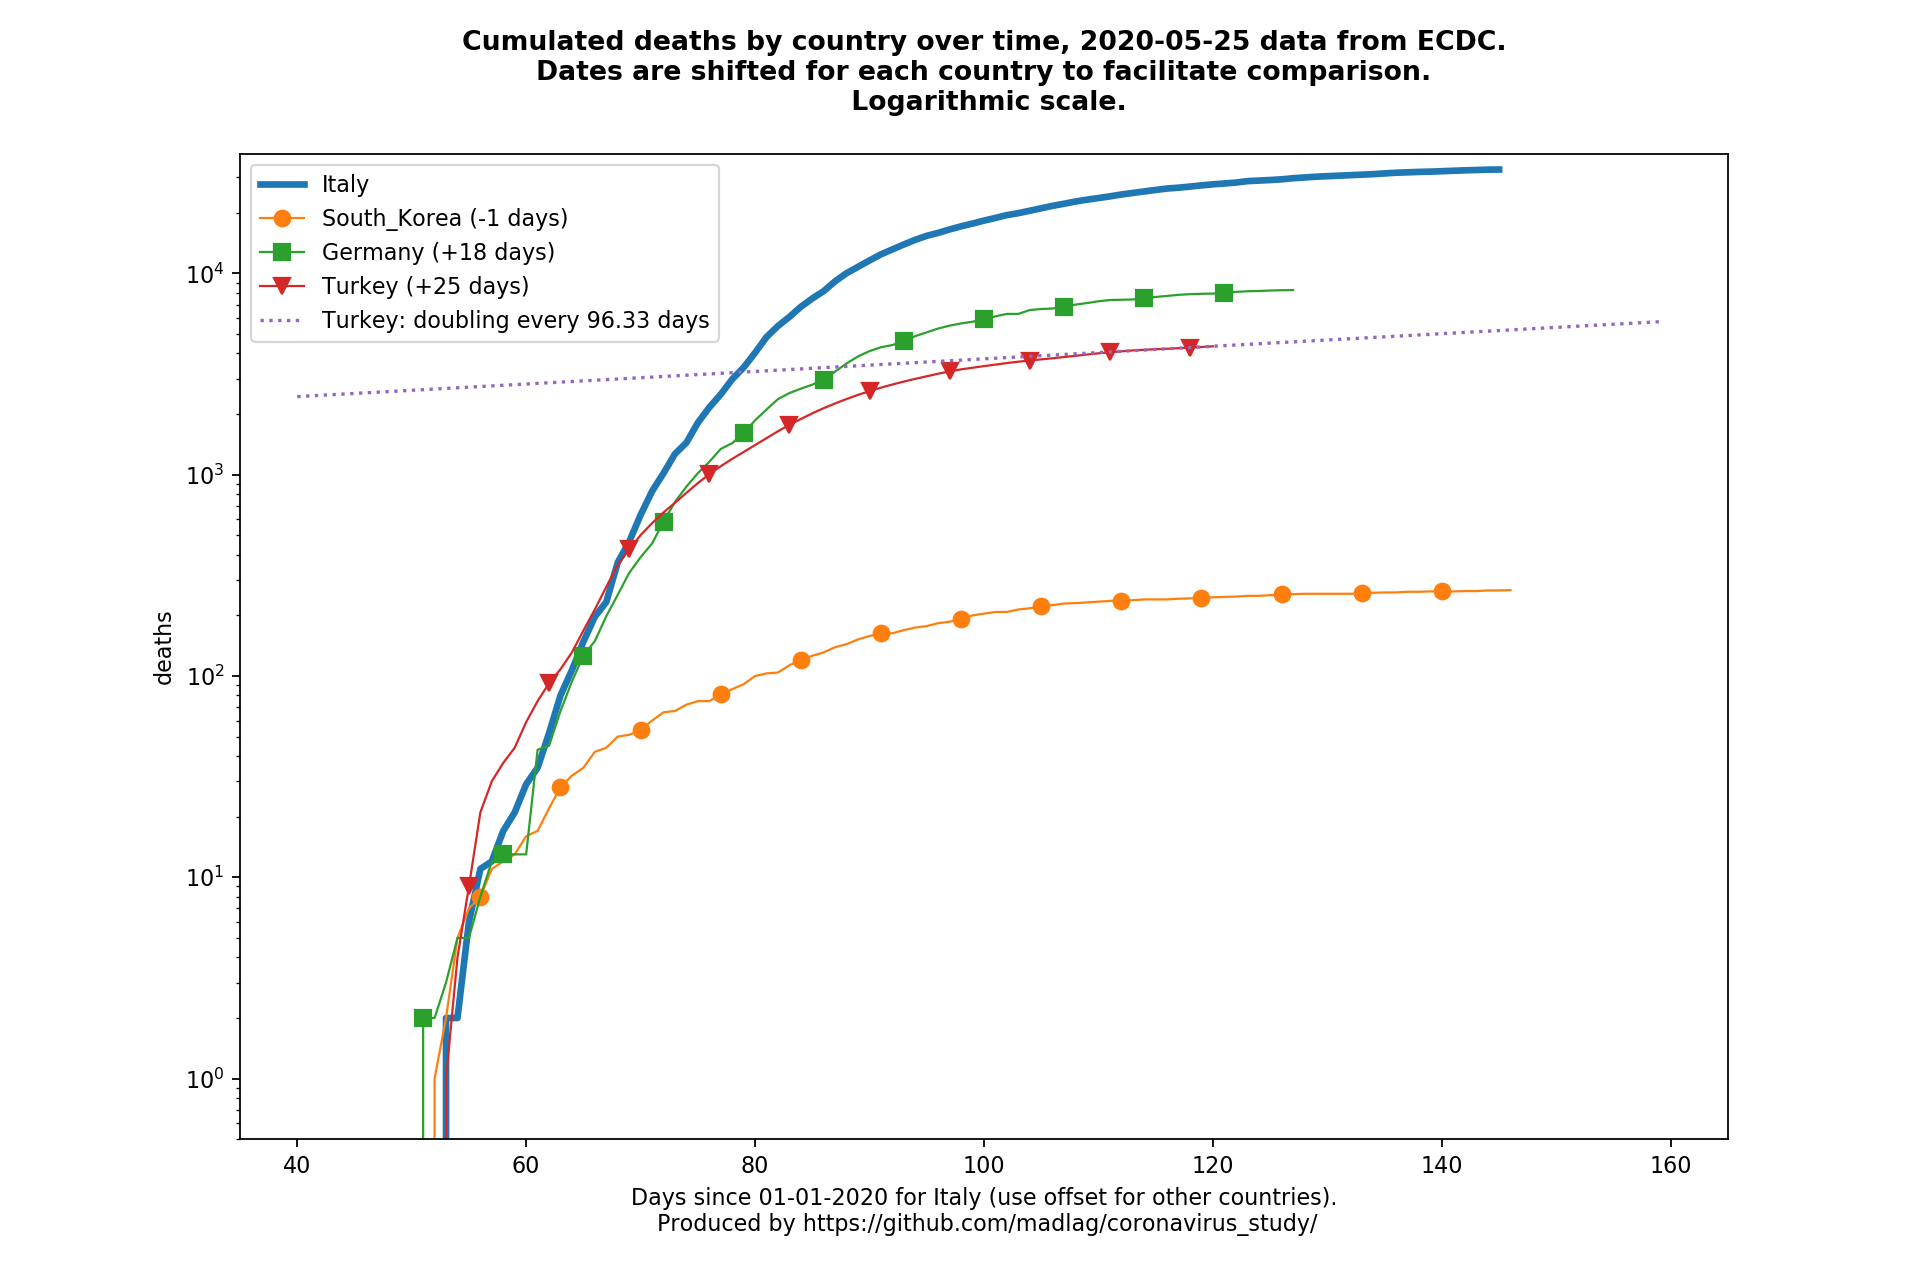 Cumulated deaths by country over time, 2020-05-25 data from ECDC.
Dates are shifted for each country to facilitate comparison.
Logarithmic scale.
Italy
South_Korea (-1 days)
Germany (+18 days)
Turkey (+25 days)
Turkey: doubling every 96.33 days
deaths
10⁴
10³
10²
10¹
10⁰
40 60 80 100 120 140 160
Days since 01-01-2020 for Italy (use offset for other countries).
Produced by https://github.com/madlag/coronavirus_study/